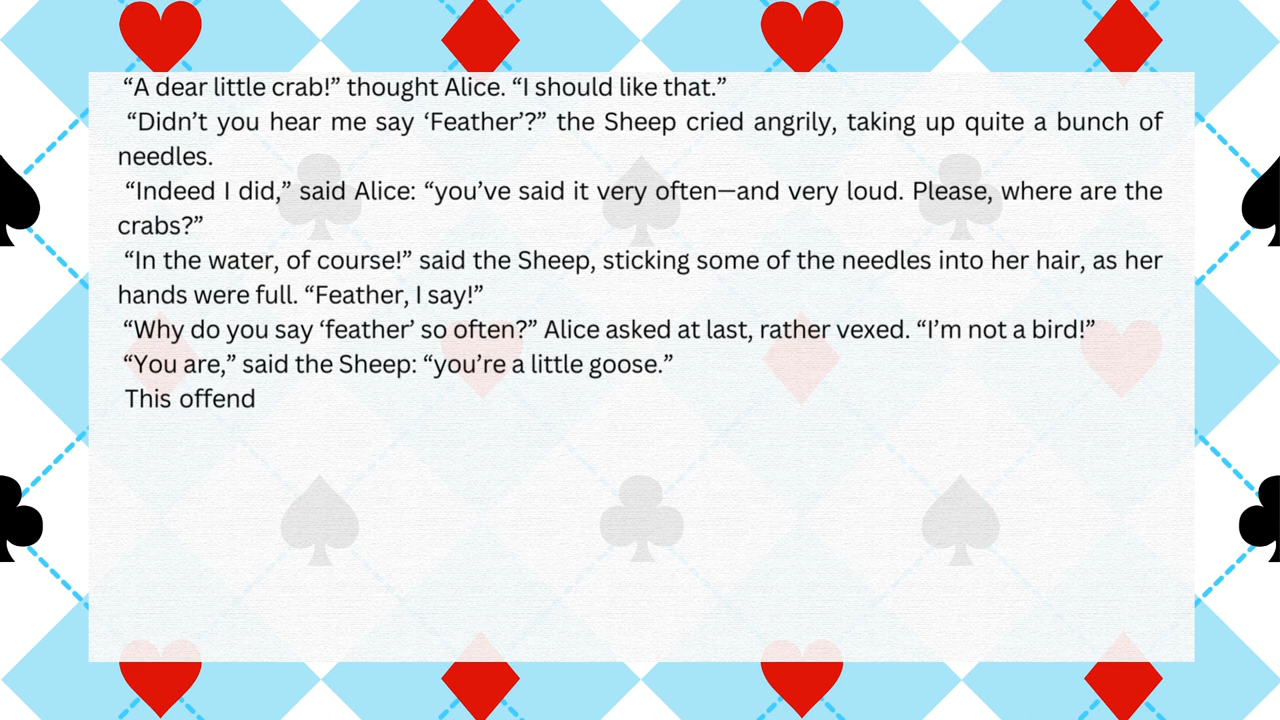 “A dear little crab!” thought Alice. “I should like that.”
“Didn’t you hear me say ‘Feather’?” the Sheep cried angrily, taking up quite a bunch of
needles.
“Indeed I did,” said Alice: “you’ve said it very often—and very loud. Please, where are the
crabs?”
“In the water, of course!” said the Sheep, sticking some of the needles into her hair, as her
hands were full. “Feather, I say!”
“Why do you say ‘feather’ so often?” Alice asked at last, rather vexed. “I’m not a bird!”
“You are,” said the Sheep: “you’re a little goose.”
This offend